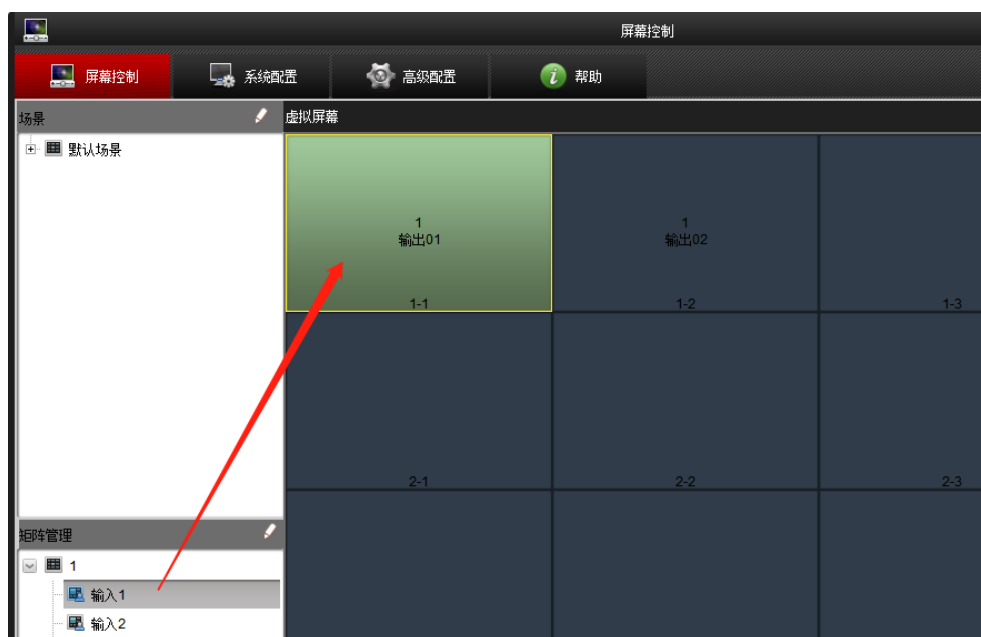 屏幕控制
屏幕控制 系统配置 高级配置 帮助
场景 虚拟屏幕
默认场景
1 1
输出01 输出02
1-1 1-2 1-3
2-1 2-2 2-3
矩阵管理
1
输入1
输入2